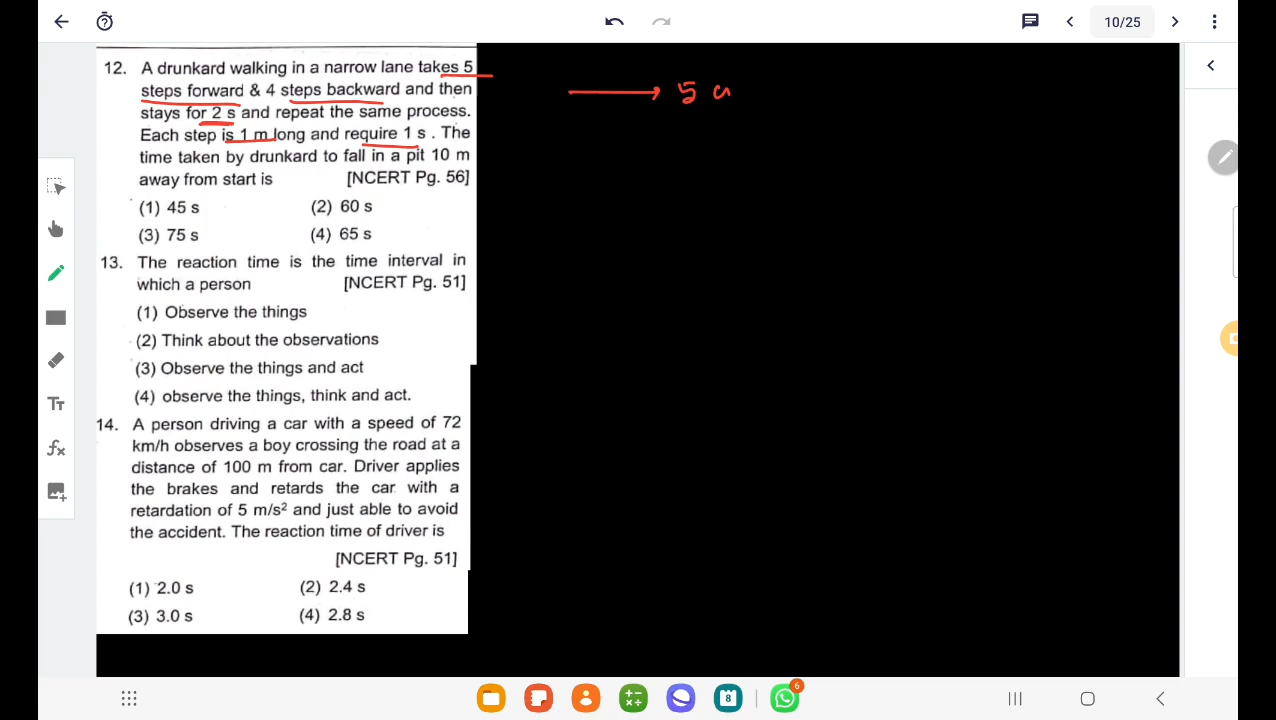 10/25
12. A drunkard walking in a narrow lane takes 5
steps forward & 4 steps backward and then
stays for 2 s and repeat the same process.
Each step is 1 m long and require 1 s . The
time taken by drunkard to fall in a pit 10 m
away from start is [NCERT Pg. 56]
(1) 45 s (2) 60 s
(3) 75 s (4) 65 s
13. The reaction time is the time interval in
which a person [NCERT Pg. 51]
(1) Observe the things
(2) Think about the observations
(3) Observe the things and act
(4) observe the things, think and act.
14. A person driving a car with a speed of 72
km/h observes a boy crossing the road at a
distance of 100 m from car. Driver applies
the brakes and retards the car with a
retardation of 5 m/s² and just able to avoid
the accident. The reaction time of driver is
[NCERT Pg. 51]
(1) 2.0 s (2) 2.4 s
(3) 3.0 s (4) 2.8 s
5
Tt
fx
8
6